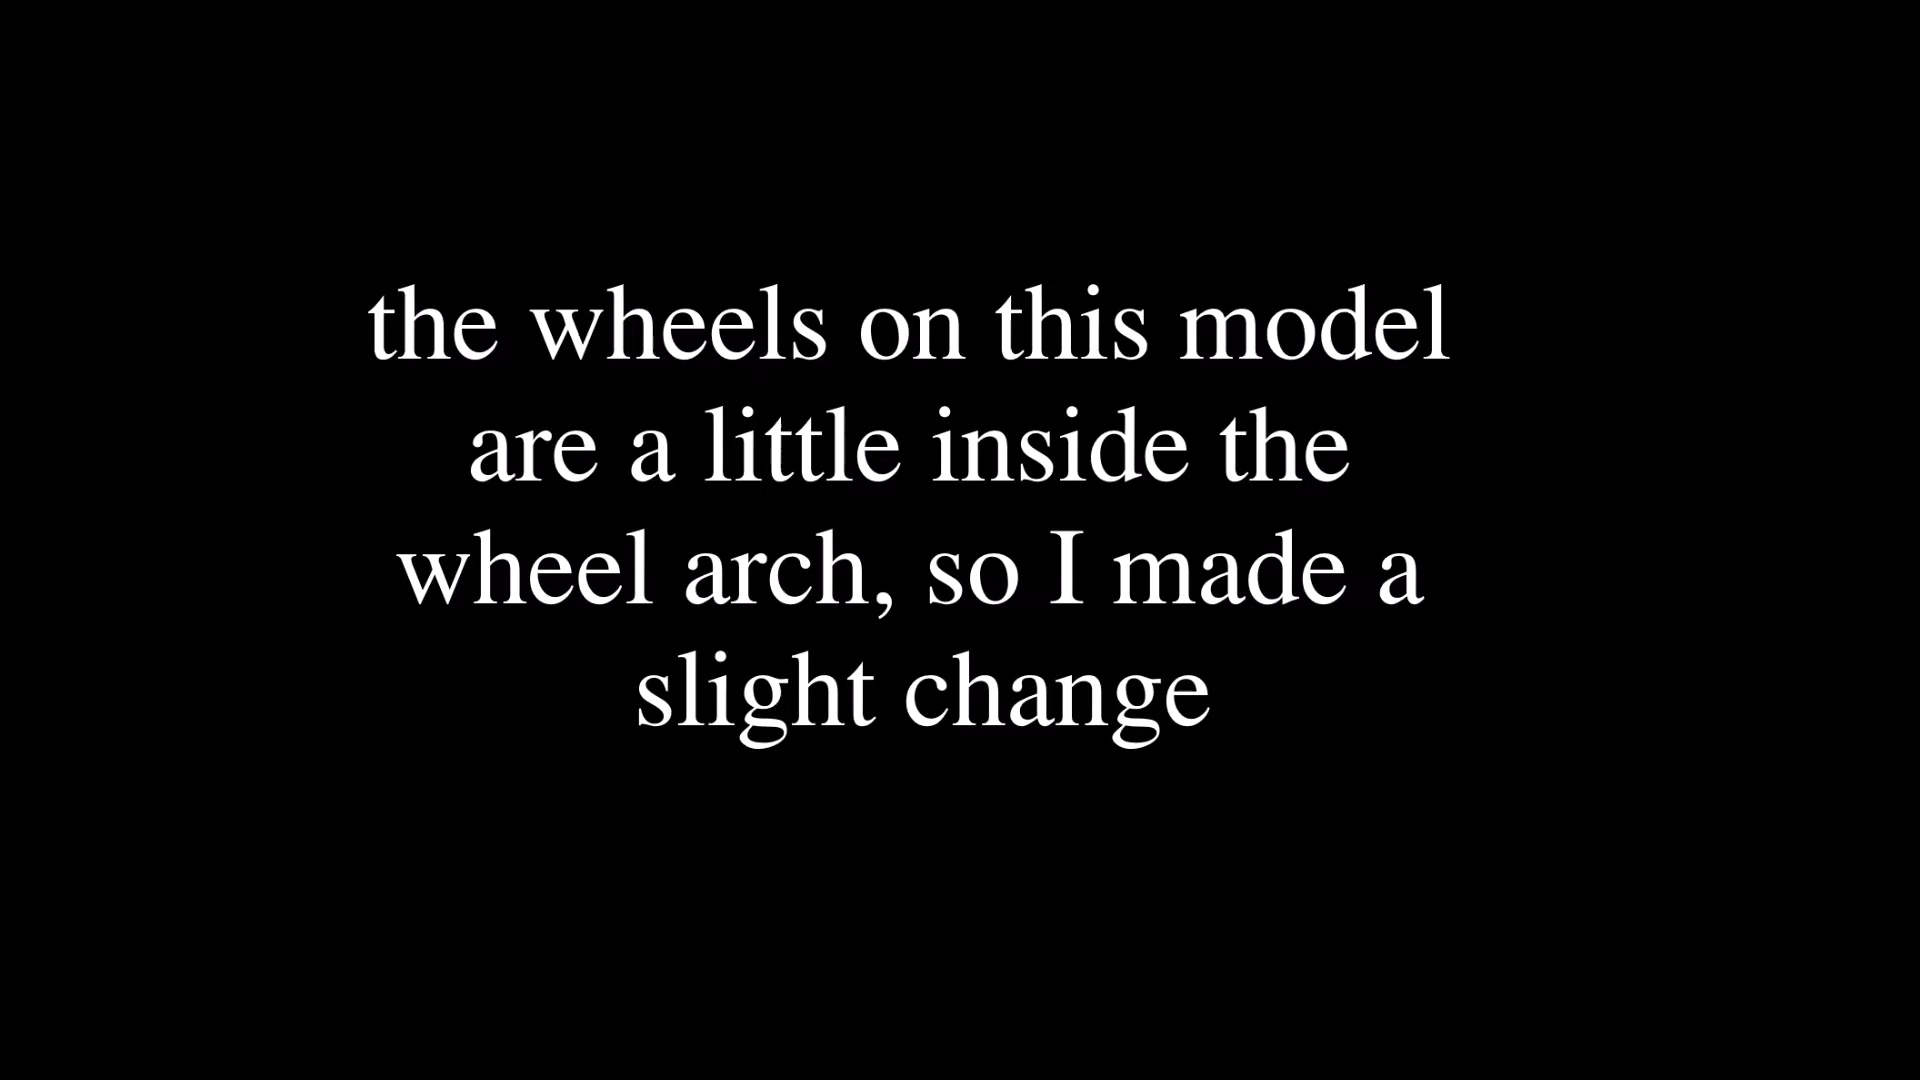 the wheels on this model
are a little inside the
wheel arch, so I made a
slight change